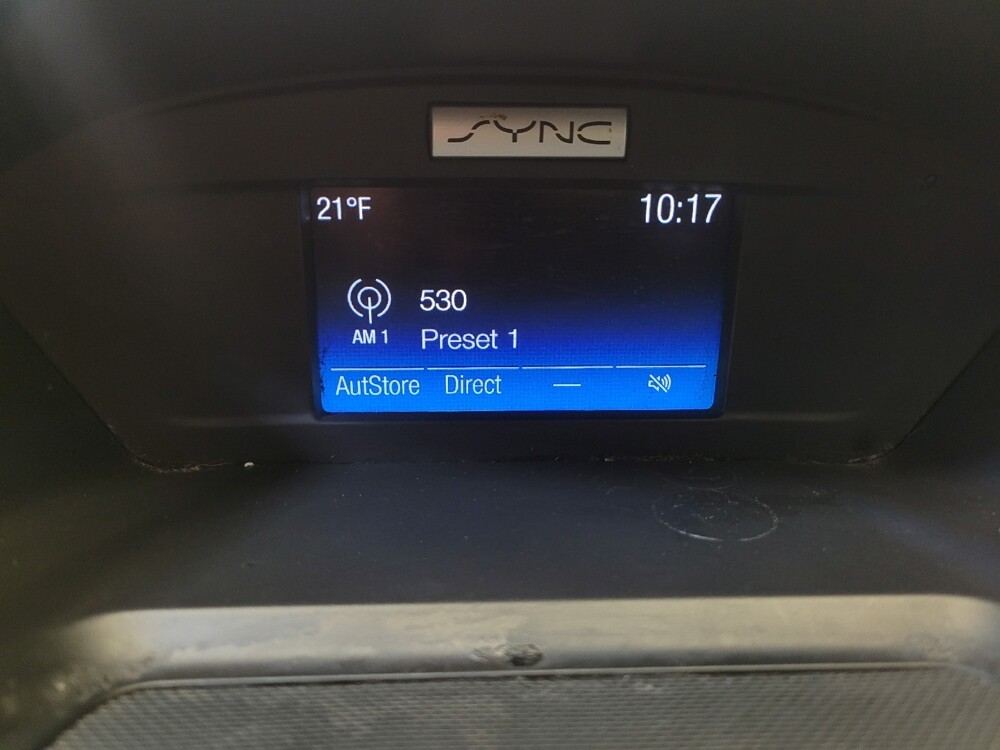 SYNC
21°F 10:17
530
AM 1 Preset 1
AutStore Direct —